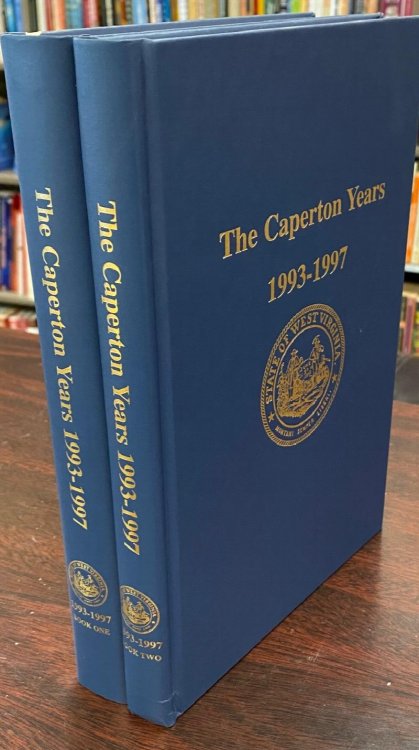 The Caperton Years 1993-1997
1993-1997
BOOK ONE
The Caperton Years 1993-1997
1993-1997
BOOK TWO
The Caperton Years
1993-1997
STATE OF WEST VIRGINIA
MONTANI SEMPER LIBERI